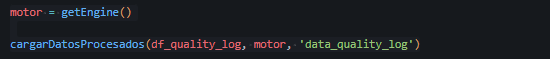 motor = getEngine()
cargarDatosProcesados(df_quality_log, motor, 'data_quality_log')